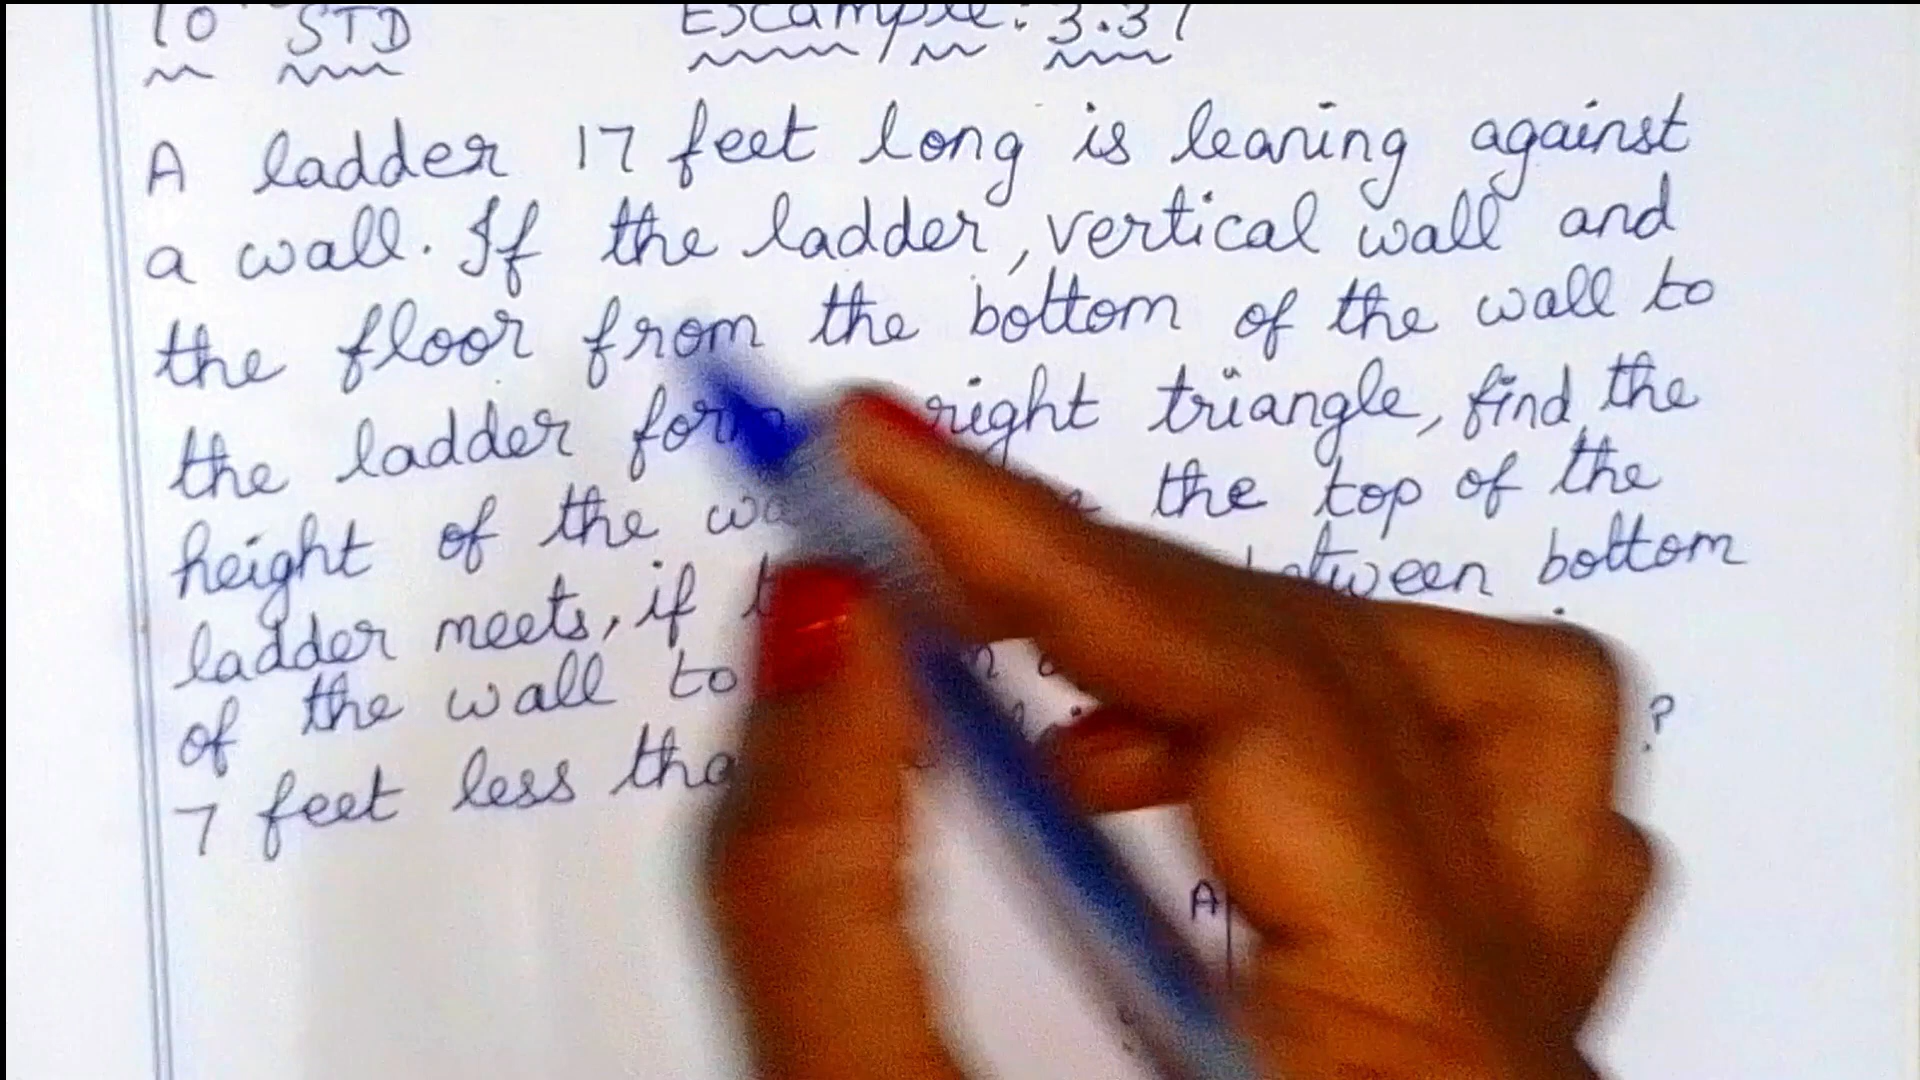 10 STD Example: 3.37
A ladder 17 feet long is leaning against
a wall. If the ladder, vertical wall and
the floor from the bottom of the wall to
the ladder form right triangle, find the
height of the the top of the
ladder meets, if between bottom
of the wall to
7 feet less ?
A